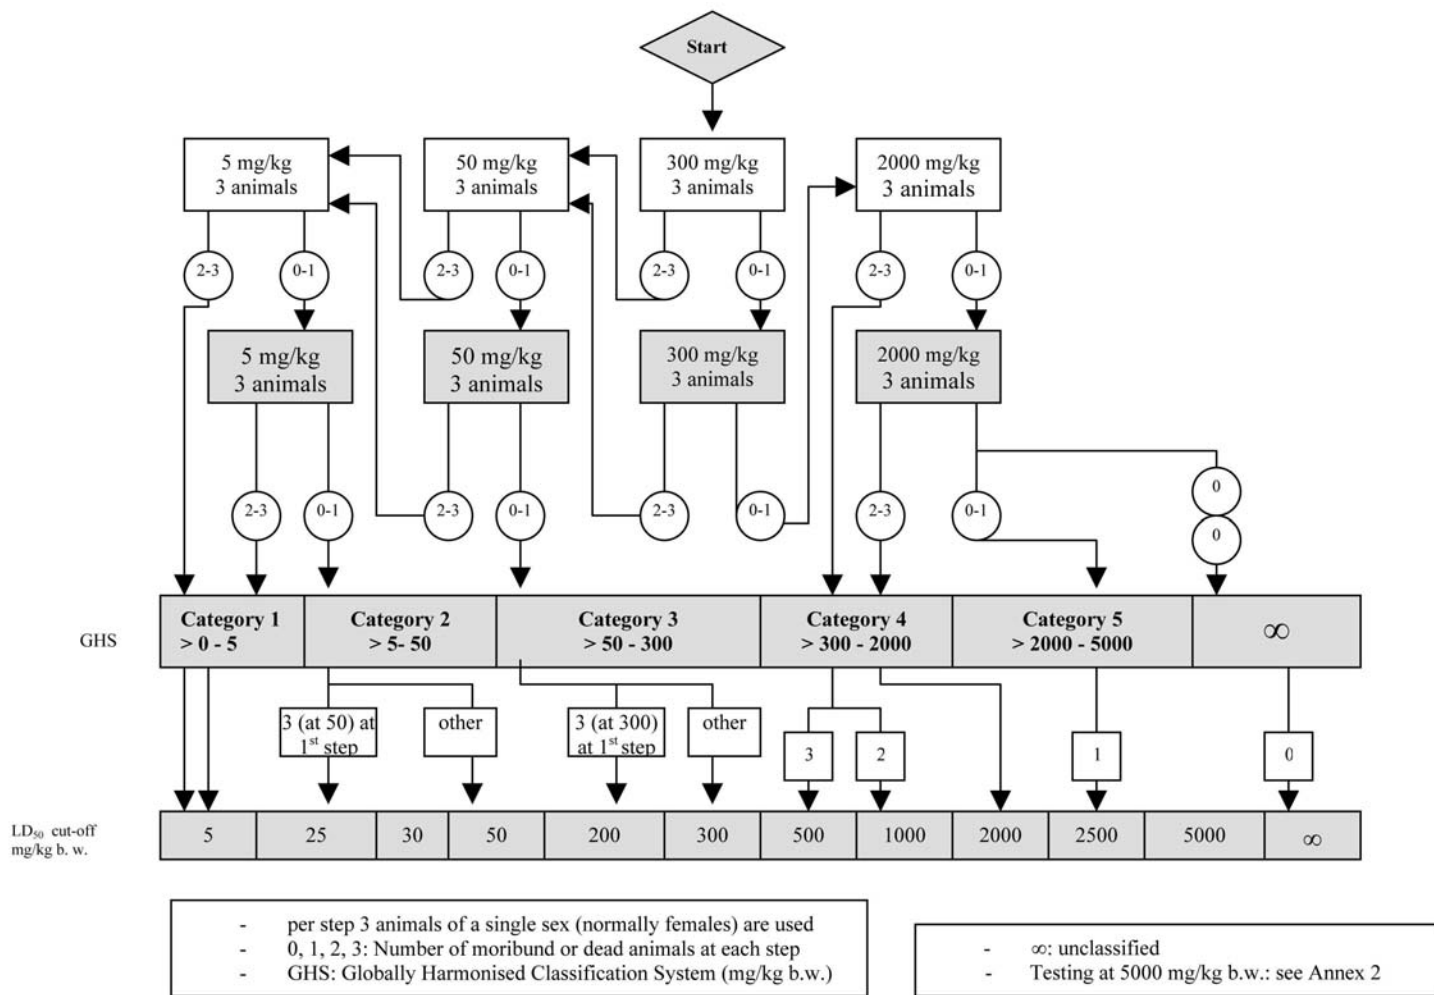 Start
5 mg/kg
3 animals
50 mg/kg
3 animals
300 mg/kg
3 animals
2000 mg/kg
3 animals
2-3
0-1
2-3
0-1
2-3
0-1
2-3
0-1
5 mg/kg
3 animals
50 mg/kg
3 animals
300 mg/kg
3 animals
2000 mg/kg
3 animals
2-3
0-1
2-3
0-1
2-3
0-1
2-3
0-1
0
0
GHS
Category 1
> 0 - 5
Category 2
> 5- 50
Category 3
> 50 - 300
Category 4
> 300 - 2000
Category 5
> 2000 - 5000
∞
3 (at 50) at
1st step
other
3 (at 300)
at 1st step
other
3
2
1
0
LD50 cut-off
mg/kg b. w.
5
25
30
50
200
300
500
1000
2000
2500
5000
∞
- per step 3 animals of a single sex (normally females) are used
- 0, 1, 2, 3: Number of moribund or dead animals at each step
- GHS: Globally Harmonised Classification System (mg/kg b.w.)
- ∞: unclassified
- Testing at 5000 mg/kg b.w.: see Annex 2